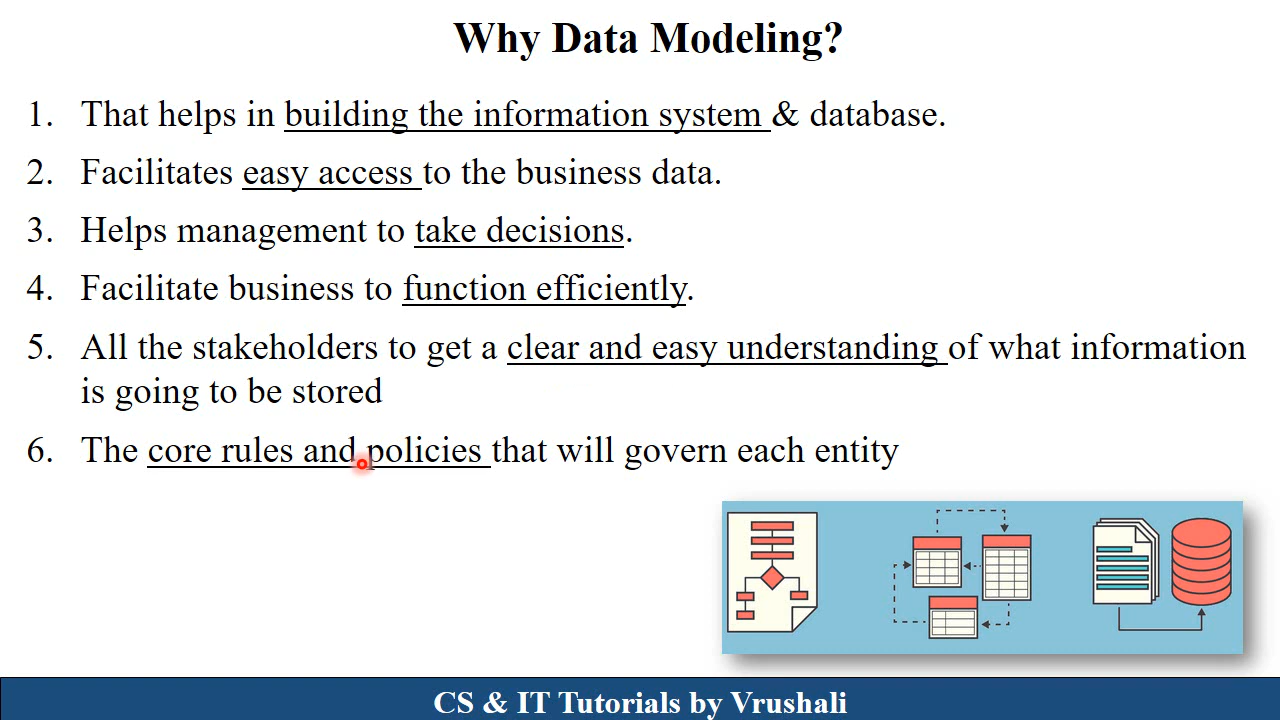 Why Data Modeling?
1. That helps in building the information system & database.
2. Facilitates easy access to the business data.
3. Helps management to take decisions.
4. Facilitate business to function efficiently.
5. All the stakeholders to get a clear and easy understanding of what information
is going to be stored
6. The core rules and policies that will govern each entity
CS & IT Tutorials by Vrushali